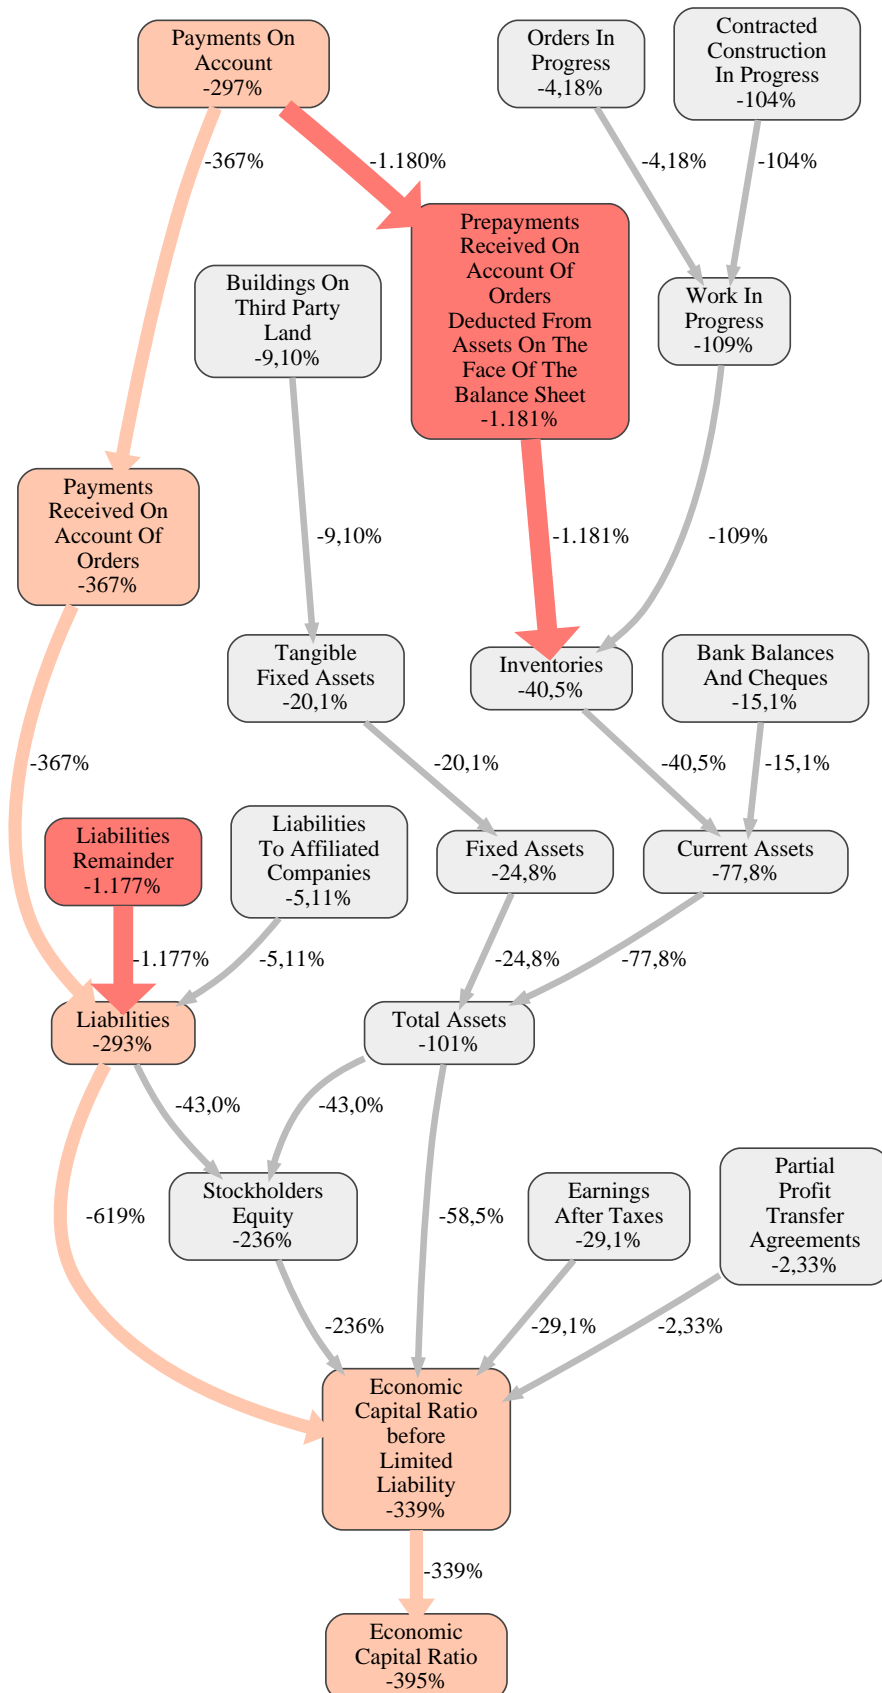 Payments On
Account
-297%
Orders In
Progress
-4,18%
Contracted
Construction
In Progress
-104%
-367%
-1.180%
-4,18%
-104%
Prepayments
Received On
Account Of
Orders
Deducted From
Assets On The
Face Of The
Balance Sheet
-1.181%
Buildings On
Third Party
Land
-9,10%
Work In
Progress
-109%
Payments
Received On
Account Of
Orders
-367%
-9,10%
-1.181%
-109%
Tangible
Fixed Assets
-20,1%
Inventories
-40,5%
Bank Balances
And Cheques
-15,1%
-367%
-20,1%
-40,5%
-15,1%
Liabilities
Remainder
-1.177%
Liabilities
To Affiliated
Companies
-5,11%
Fixed Assets
-24,8%
Current Assets
-77,8%
-1.177%
-5,11%
-24,8%
-77,8%
Liabilities
-293%
Total Assets
-101%
-43,0%
-43,0%
Stockholders
Equity
-236%
Earnings
After Taxes
-29,1%
Partial
Profit
Transfer
Agreements
-2,33%
-619%
-58,5%
-236%
-29,1%
-2,33%
Economic
Capital Ratio
before
Limited
Liability
-339%
-339%
Economic
Capital Ratio
-395%